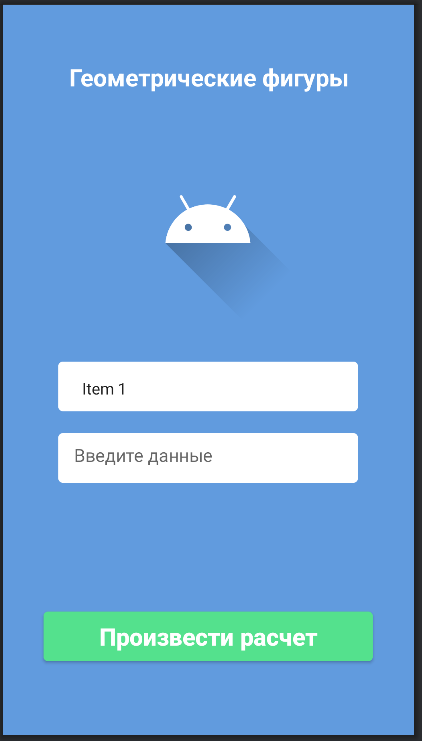 Геометрические фигуры
Item 1
Введите данные
Произвести расчет